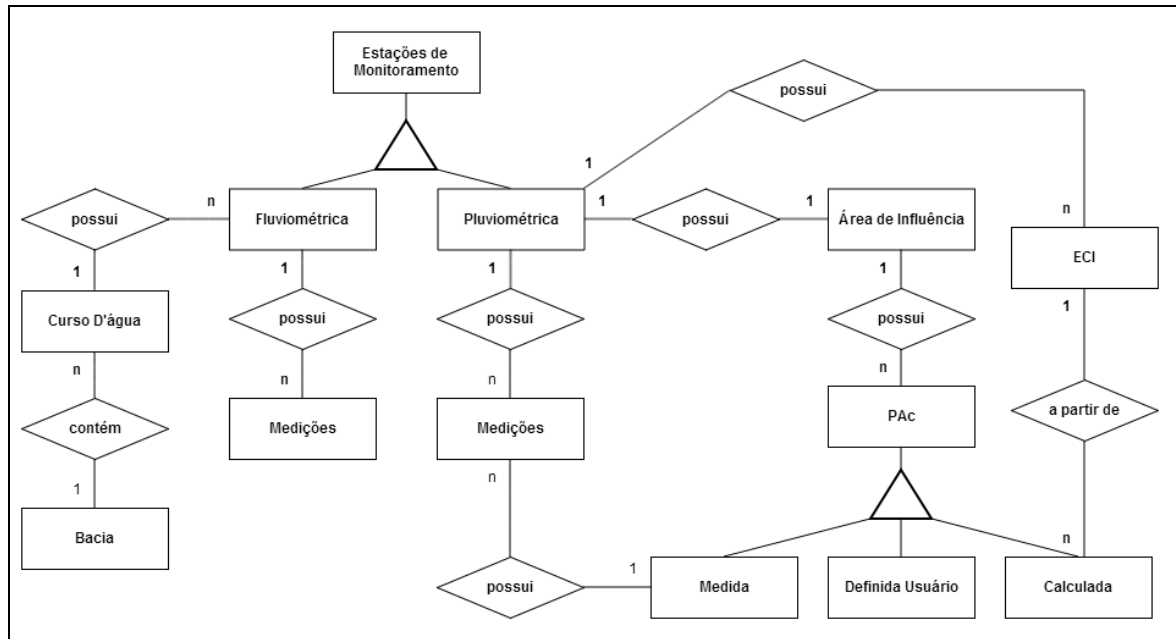 Estações de
Monitoramento
possui
1
possui
n
Fluviométrica
Pluviométrica
1
possui
1
Área de Influência
n
1
1
1
1
ECI
Curso D'água
possui
possui
possui
1
n
n
n
n
contém
Medições
Medições
PAc
a partir de
1
n
Bacia
n
possui
1
Medida
Definida Usuário
Calculada